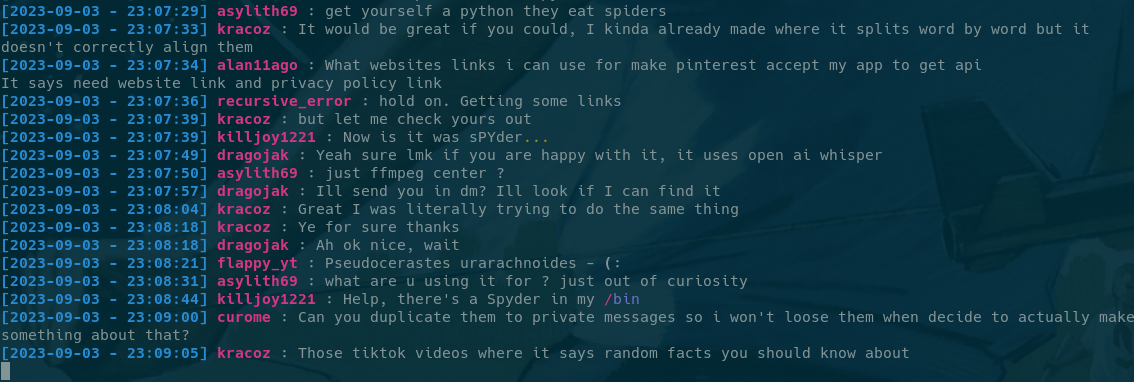 [2023-09-03 - 23:07:29] asylith69 : get yourself a python they eat spiders
[2023-09-03 - 23:07:33] kracoz : It would be great if you could, I kinda already made where it splits word by word but it
doesn't correctly align them
[2023-09-03 - 23:07:34] alan11ago : What websites links i can use for make pinterest accept my app to get api
It says need website link and privacy policy link
[2023-09-03 - 23:07:36] recursive_error : hold on. Getting some links
[2023-09-03 - 23:07:39] kracoz : but let me check yours out
[2023-09-03 - 23:07:39] killjoy1221 : Now is it was sPYder...
[2023-09-03 - 23:07:49] dragojak : Yeah sure lmk if you are happy with it, it uses open ai whisper
[2023-09-03 - 23:07:50] asylith69 : just ffmpeg center ?
[2023-09-03 - 23:07:57] dragojak : Ill send you in dm? Ill look if I can find it
[2023-09-03 - 23:08:04] kracoz : Great I was literally trying to do the same thing
[2023-09-03 - 23:08:18] kracoz : Ye for sure thanks
[2023-09-03 - 23:08:18] dragojak : Ah ok nice, wait
[2023-09-03 - 23:08:21] flappy_yt : Pseudocerastes urarachnoides - (:
[2023-09-03 - 23:08:31] asylith69 : what are u using it for ? just out of curiosity
[2023-09-03 - 23:08:44] killjoy1221 : Help, there's a Spyder in my /bin
[2023-09-03 - 23:09:00] curome : Can you duplicate them to private messages so i won't loose them when decide to actually make
something about that?
[2023-09-03 - 23:09:05] kracoz : Those tiktok videos where it says random facts you should know about